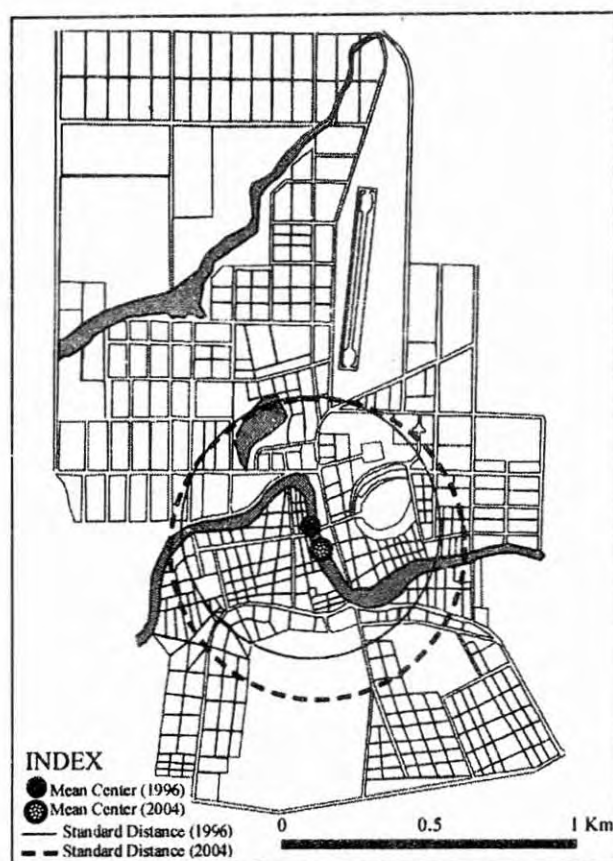 INDEX
Mean Center (1996)
Mean Center (2004)
Standard Distance (1996)
Standard Distance (2004)
0 0.5 1 Km